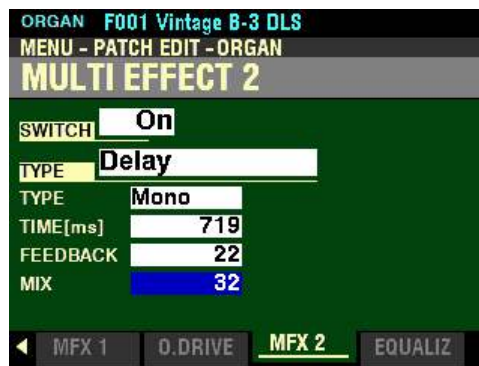 ORGAN F001 Vintage B-3 DLS
MENU - PATCH EDIT - ORGAN
MULTI EFFECT 2
SWITCH On
TYPE Delay
TYPE Mono
TIME[ms] 719
FEEDBACK 22
MIX 32
MFX 1 O.DRIVE MFX 2 EQUALIZ